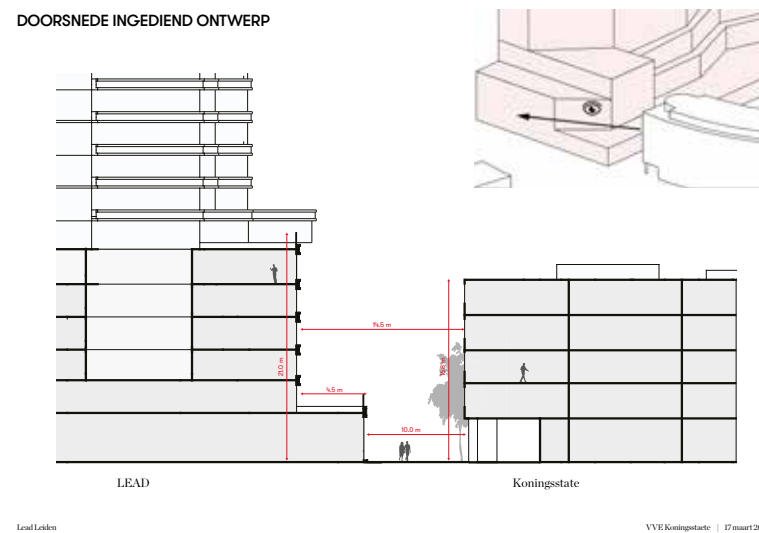 DOORSNEDE INGEDIEND ONTWERP
14.5 m
21.0 m
4.5 m
10.0 m
LEAD
Koningsstate
Lead Leiden
VVE Koningsstaete | 17 maart